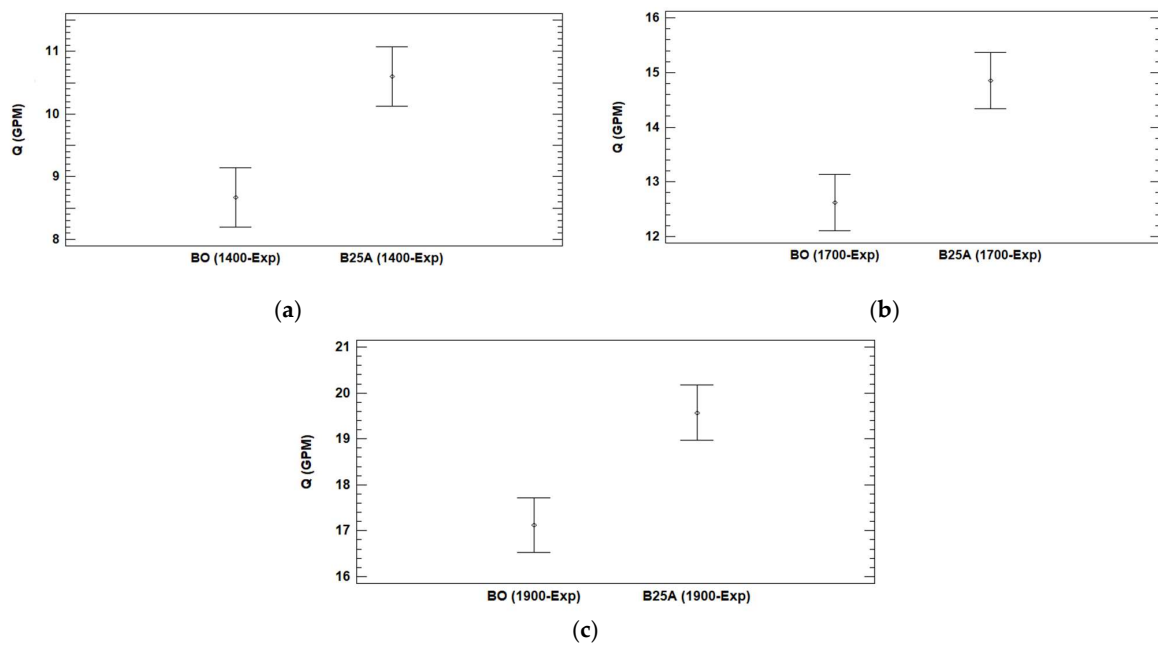 11
10
9
8
Q (GPM)
BO (1400-Exp) B25A (1400-Exp)
(a)
16
15
14
13
12
Q (GPM)
BO (1700-Exp) B25A (1700-Exp)
(b)
21
20
19
18
17
16
Q (GPM)
BO (1900-Exp) B25A (1900-Exp)
(c)